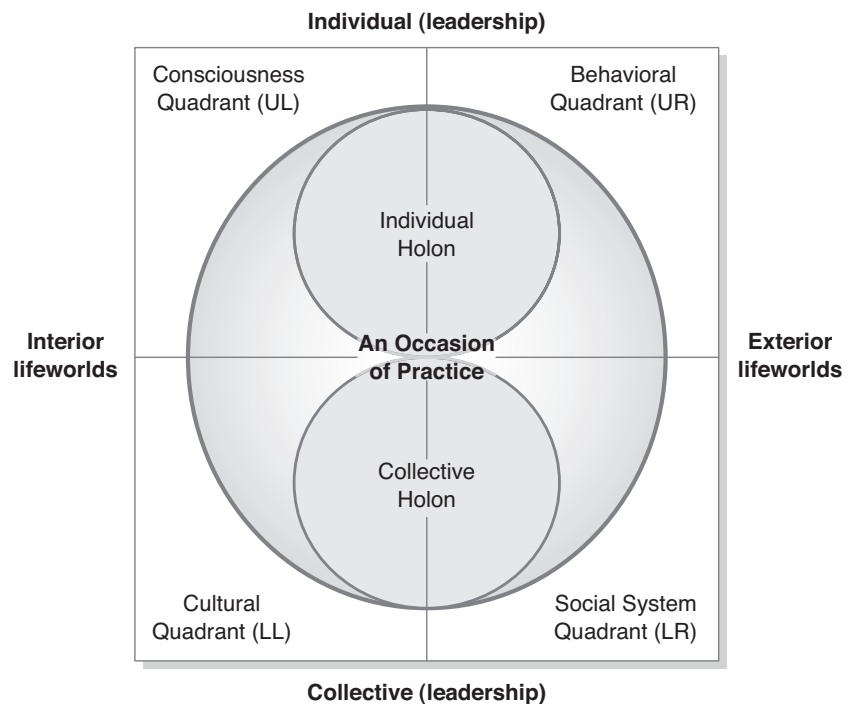 Individual (leadership)
Consciousness
Quadrant (UL)
Behavioral
Quadrant (UR)
Individual
Holon
Interior
lifeworlds
An Occasion
of Practice
Exterior
lifeworlds
Collective
Holon
Cultural
Quadrant (LL)
Social System
Quadrant (LR)
Collective (leadership)